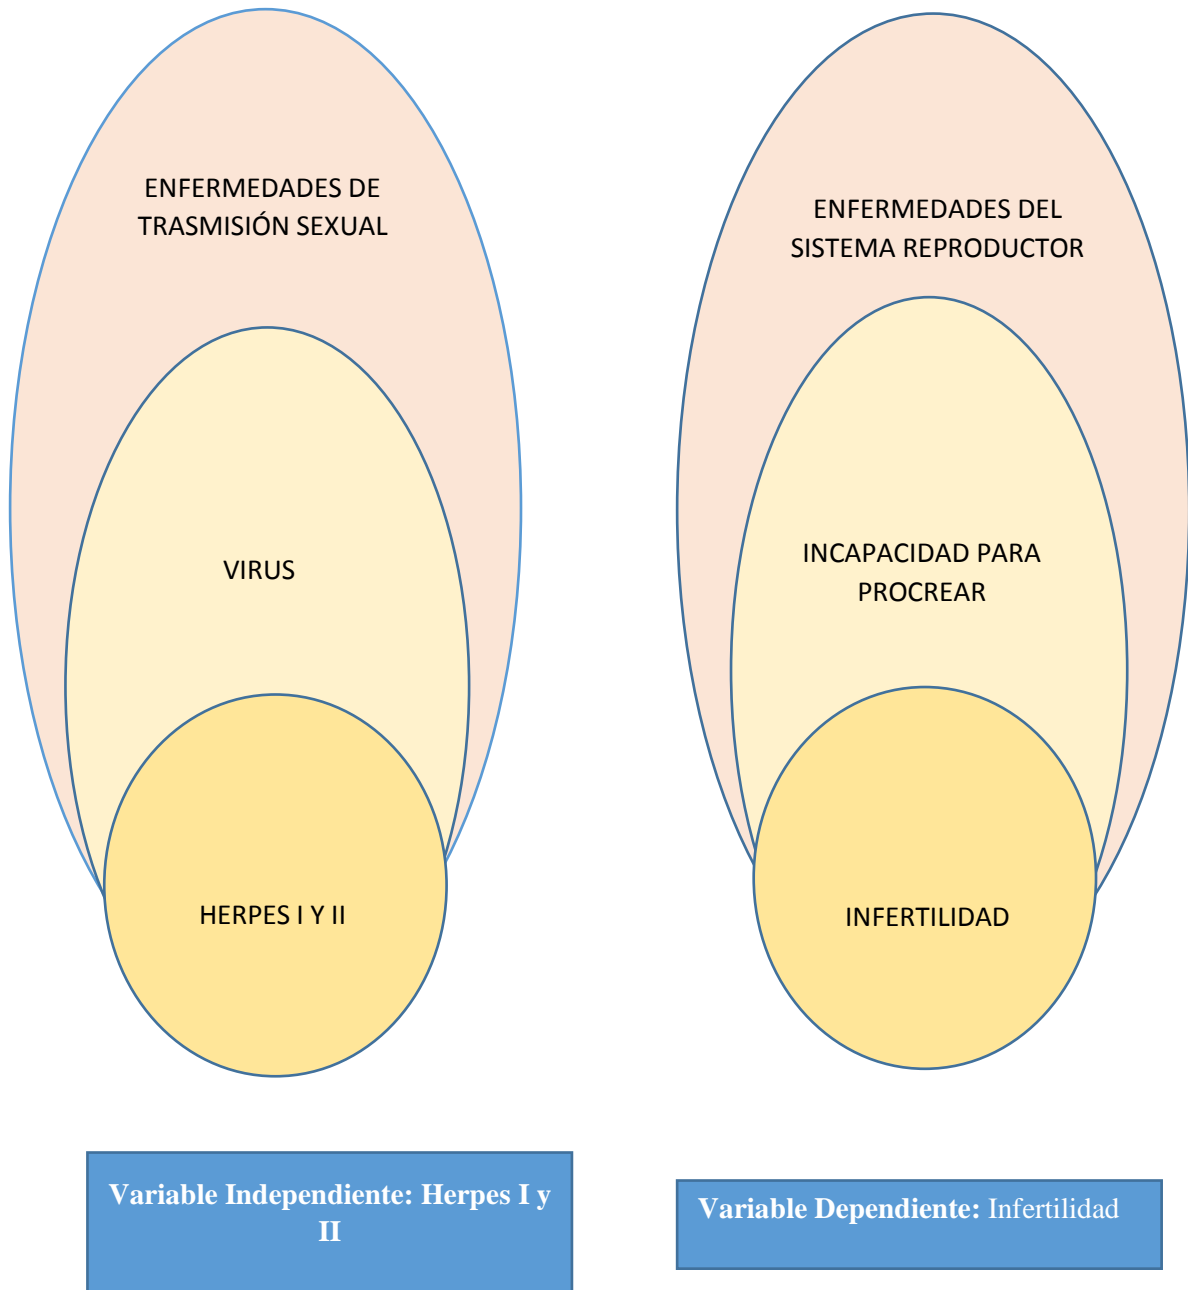 ENFERMEDADES DE
TRASMISIÓN SEXUAL
VIRUS
HERPES I Y II
ENFERMEDADES DEL
SISTEMA REPRODUCTOR
INCAPACIDAD PARA
PROCREAR
INFERTILIDAD
Variable Independiente: Herpes I y
II
Variable Dependiente: Infertilidad